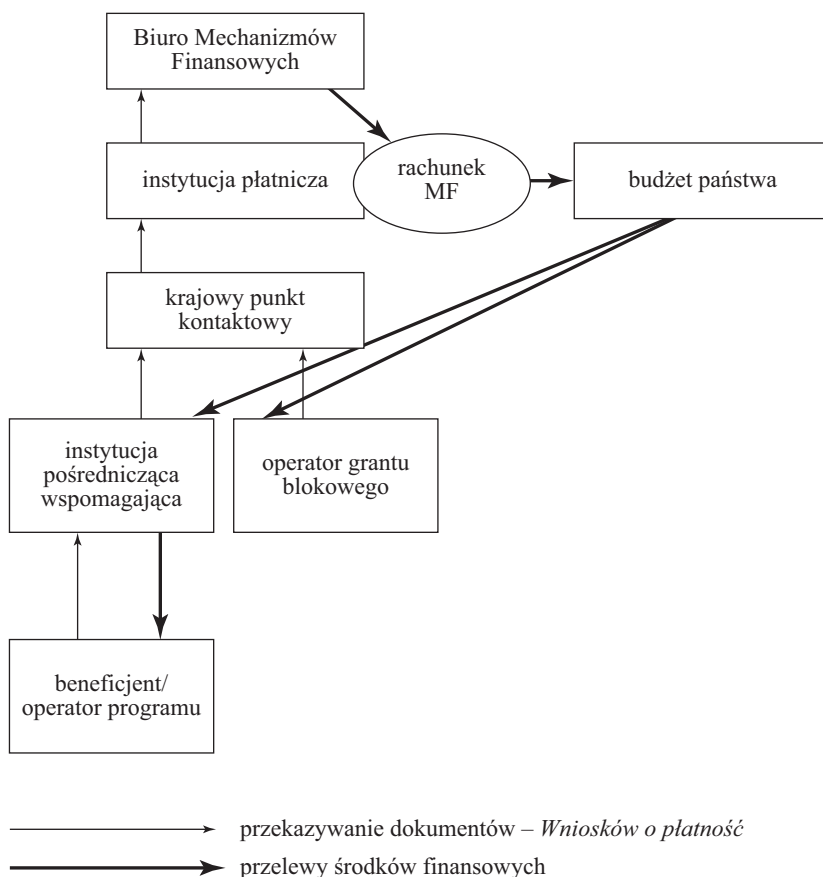 Biuro Mechanizmów
Finansowych
instytucja płatnicza
rachunek
MF
budżet państwa
krajowy punkt
kontaktowy
instytucja
pośrednicząca
wspomagająca
operator grantu
blokowego
beneficjent/
operator programu
przekazywanie dokumentów – Wniosków o płatność
przelewy środków finansowych